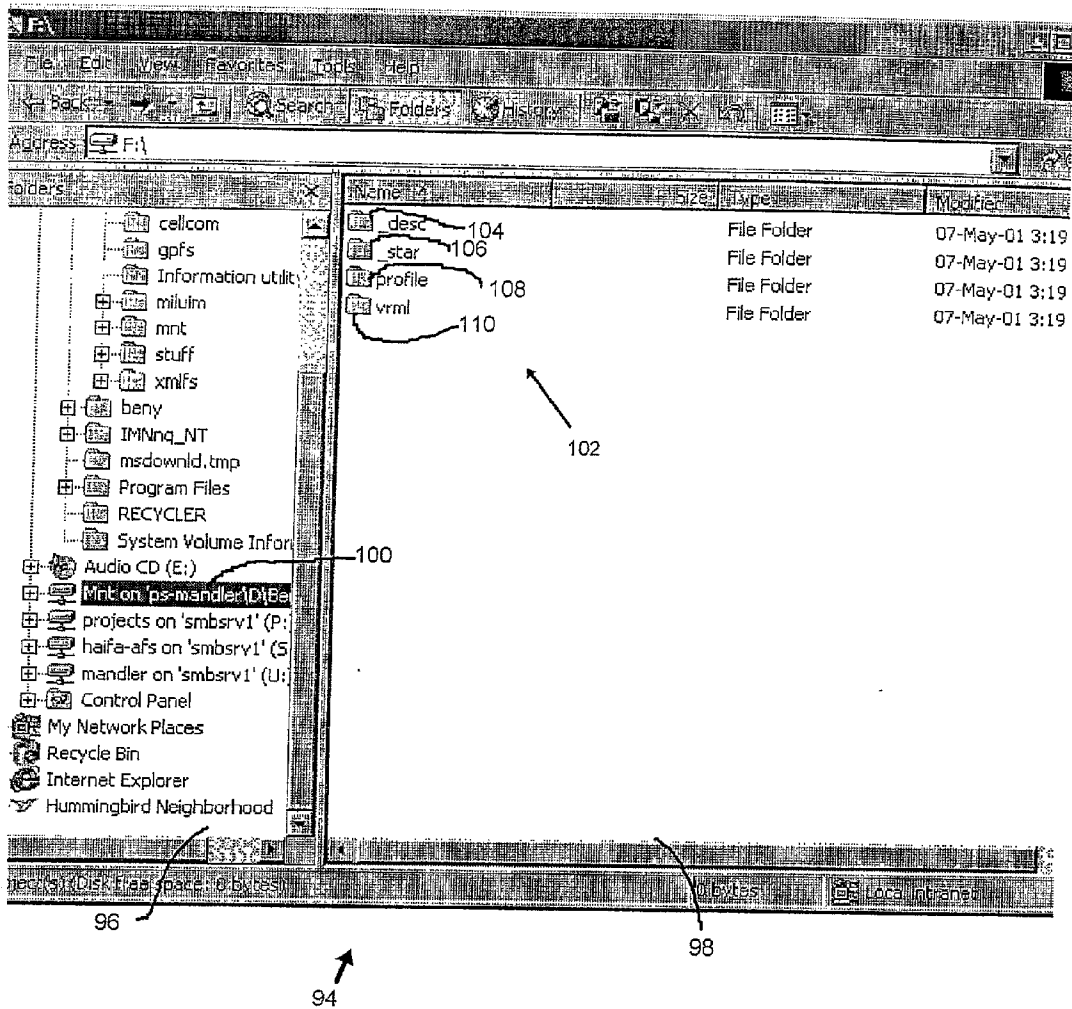 F:\
File Edit View Favorites Tools Help
Back Search Folders History
Address F:\
olders
Name Size Type Modified
cellcom
gpfs
Information utility
miluim
mnt
stuff
xmlfs
beny
IMNnq_NT
msdownld.tmp
Program Files
RECYCLER
System Volume Infor
Audio CD (E:)
Mnt on 'ps-mandler\D\Be
projects on 'smbsrv1' (P:
haifa-afs on 'smbsrv1' (S
mandler on 'smbsrv1' (U:
Control Panel
My Network Places
Recycle Bin
Internet Explorer
Hummingbird Neighborhood
_desc File Folder 07-May-01 3:19
_star File Folder 07-May-01 3:19
profile File Folder 07-May-01 3:19
vrml File Folder 07-May-01 3:19
104
106
108
110
102
100
ject(s) (Disk free space: 0 bytes) 0 bytes Local intranet
96
98
94